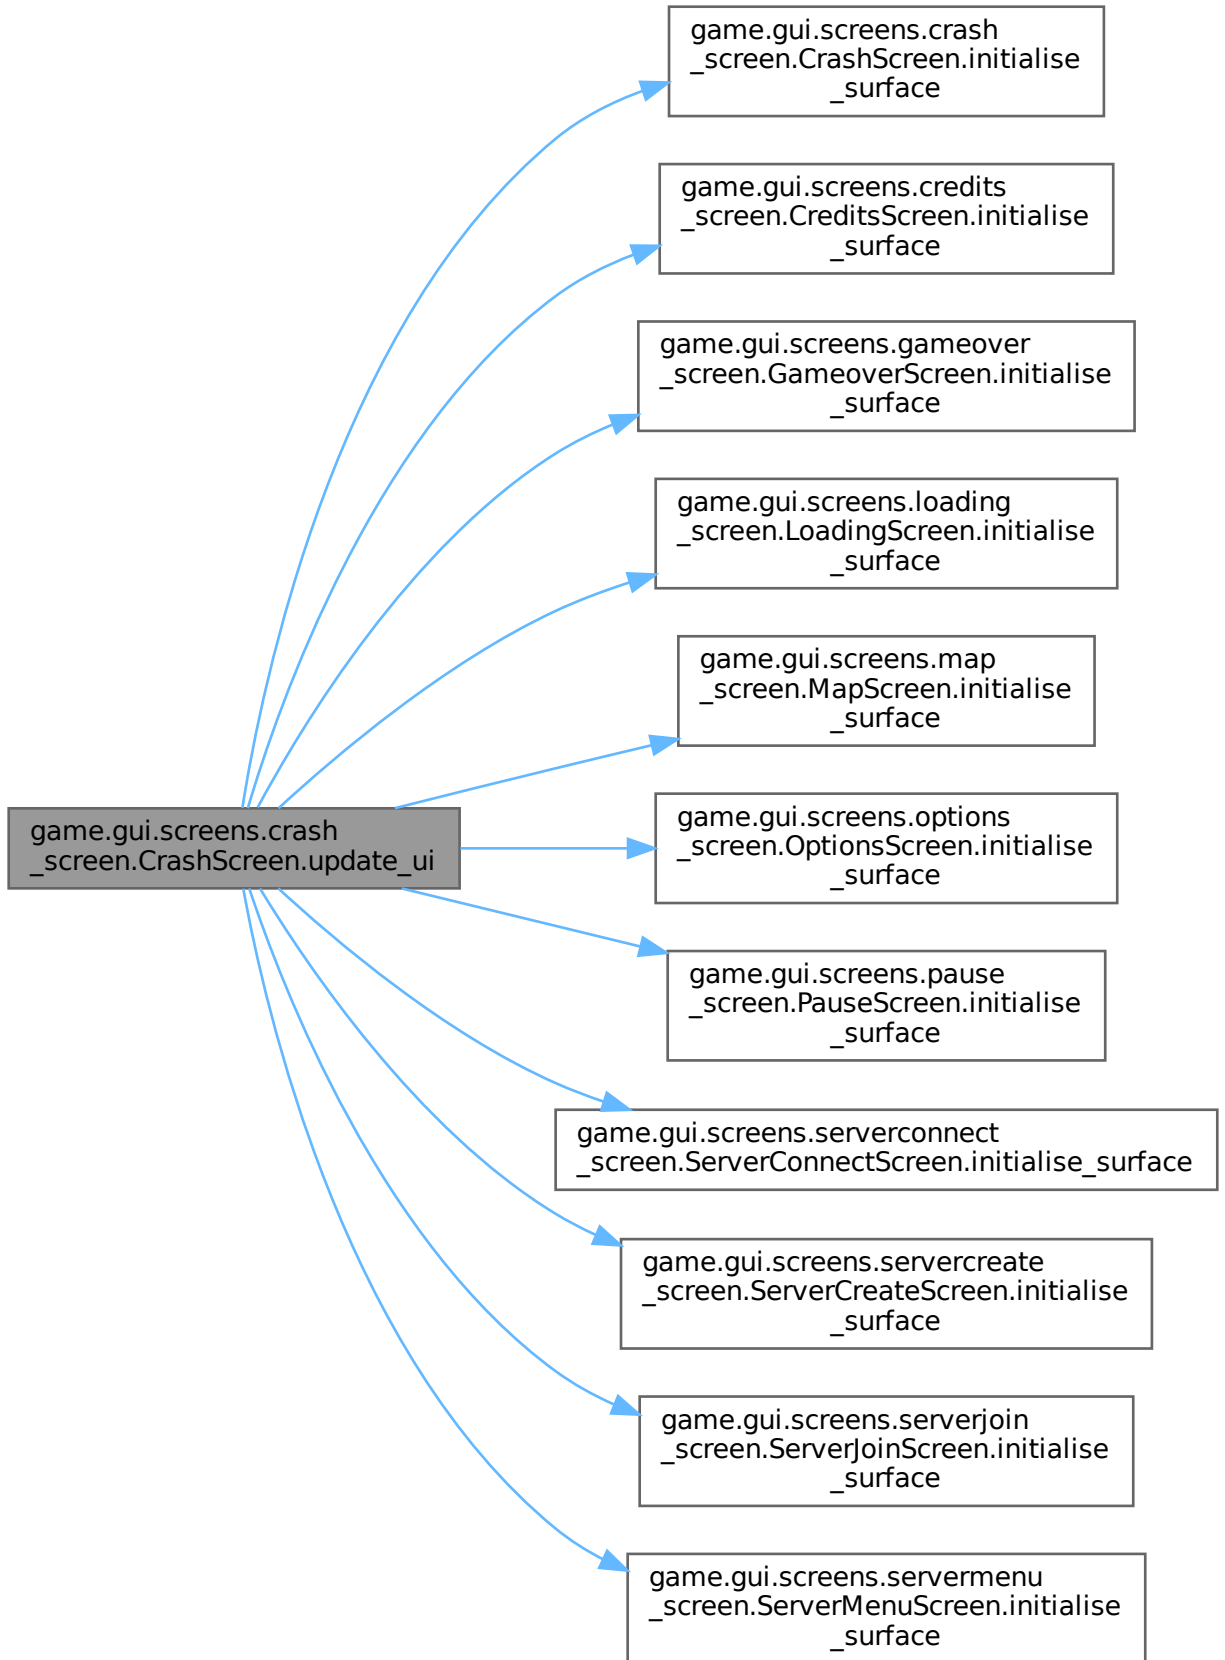 game.gui.screens.crash
_screen.CrashScreen.initialise
_surface
game.gui.screens.credits
_screen.CreditsScreen.initialise
_surface
game.gui.screens.gameover
_screen.GameoverScreen.initialise
_surface
game.gui.screens.loading
_screen.LoadingScreen.initialise
_surface
game.gui.screens.map
_screen.MapScreen.initialise
_surface
game.gui.screens.crash
_screen.CrashScreen.update_ui
game.gui.screens.options
_screen.OptionsScreen.initialise
_surface
game.gui.screens.pause
_screen.PauseScreen.initialise
_surface
game.gui.screens.serverconnect
_screen.ServerConnectScreen.initialise_surface
game.gui.screens.servercreate
_screen.ServerCreateScreen.initialise
_surface
game.gui.screens.serverjoin
_screen.ServerJoinScreen.initialise
_surface
game.gui.screens.servermenu
_screen.ServerMenuScreen.initialise
_surface